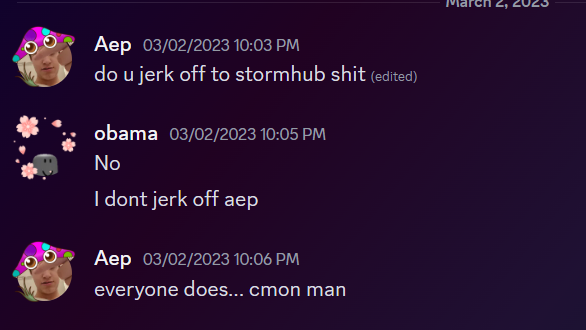 March 2, 2023
Aep 03/02/2023 10:03 PM
do u jerk off to stormhub shit (edited)
obama 03/02/2023 10:05 PM
No
I dont jerk off aep
Aep 03/02/2023 10:06 PM
everyone does... cmon man